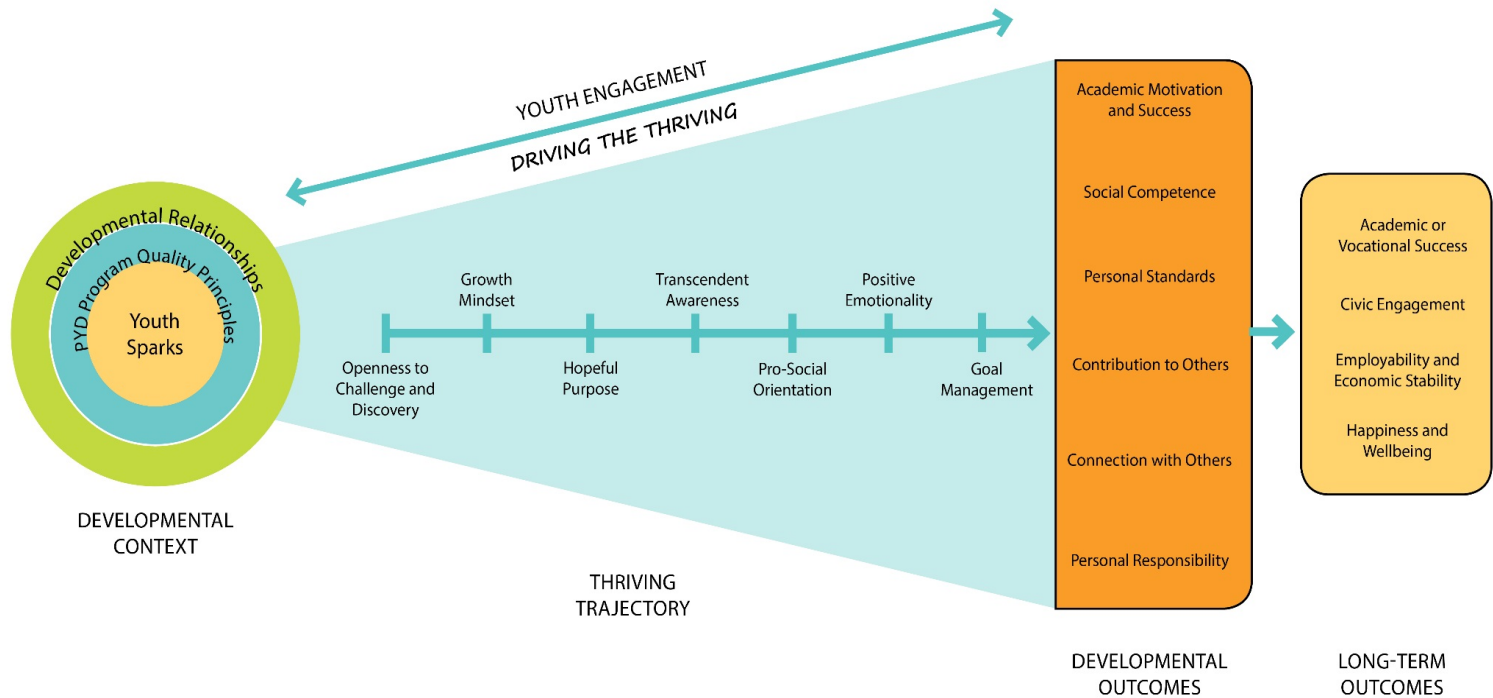 YOUTH ENGAGEMENT
DRIVING THE THRIVING
Developmental Relationships
PYD Program Quality Principles
Youth
Sparks
DEVELOPMENTAL
CONTEXT
Growth
Mindset
Transcendent
Awareness
Positive
Emotionality
Openness to
Challenge and
Discovery
Hopeful
Purpose
Pro-Social
Orientation
Goal
Management
THRIVING
TRAJECTORY
Academic Motivation
and Success
Social Competence
Personal Standards
Contribution to Others
Connection with Others
Personal Responsibility
DEVELOPMENTAL
OUTCOMES
Academic or
Vocational Success
Civic Engagement
Employability and
Economic Stability
Happiness and
Wellbeing
LONG-TERM
OUTCOMES